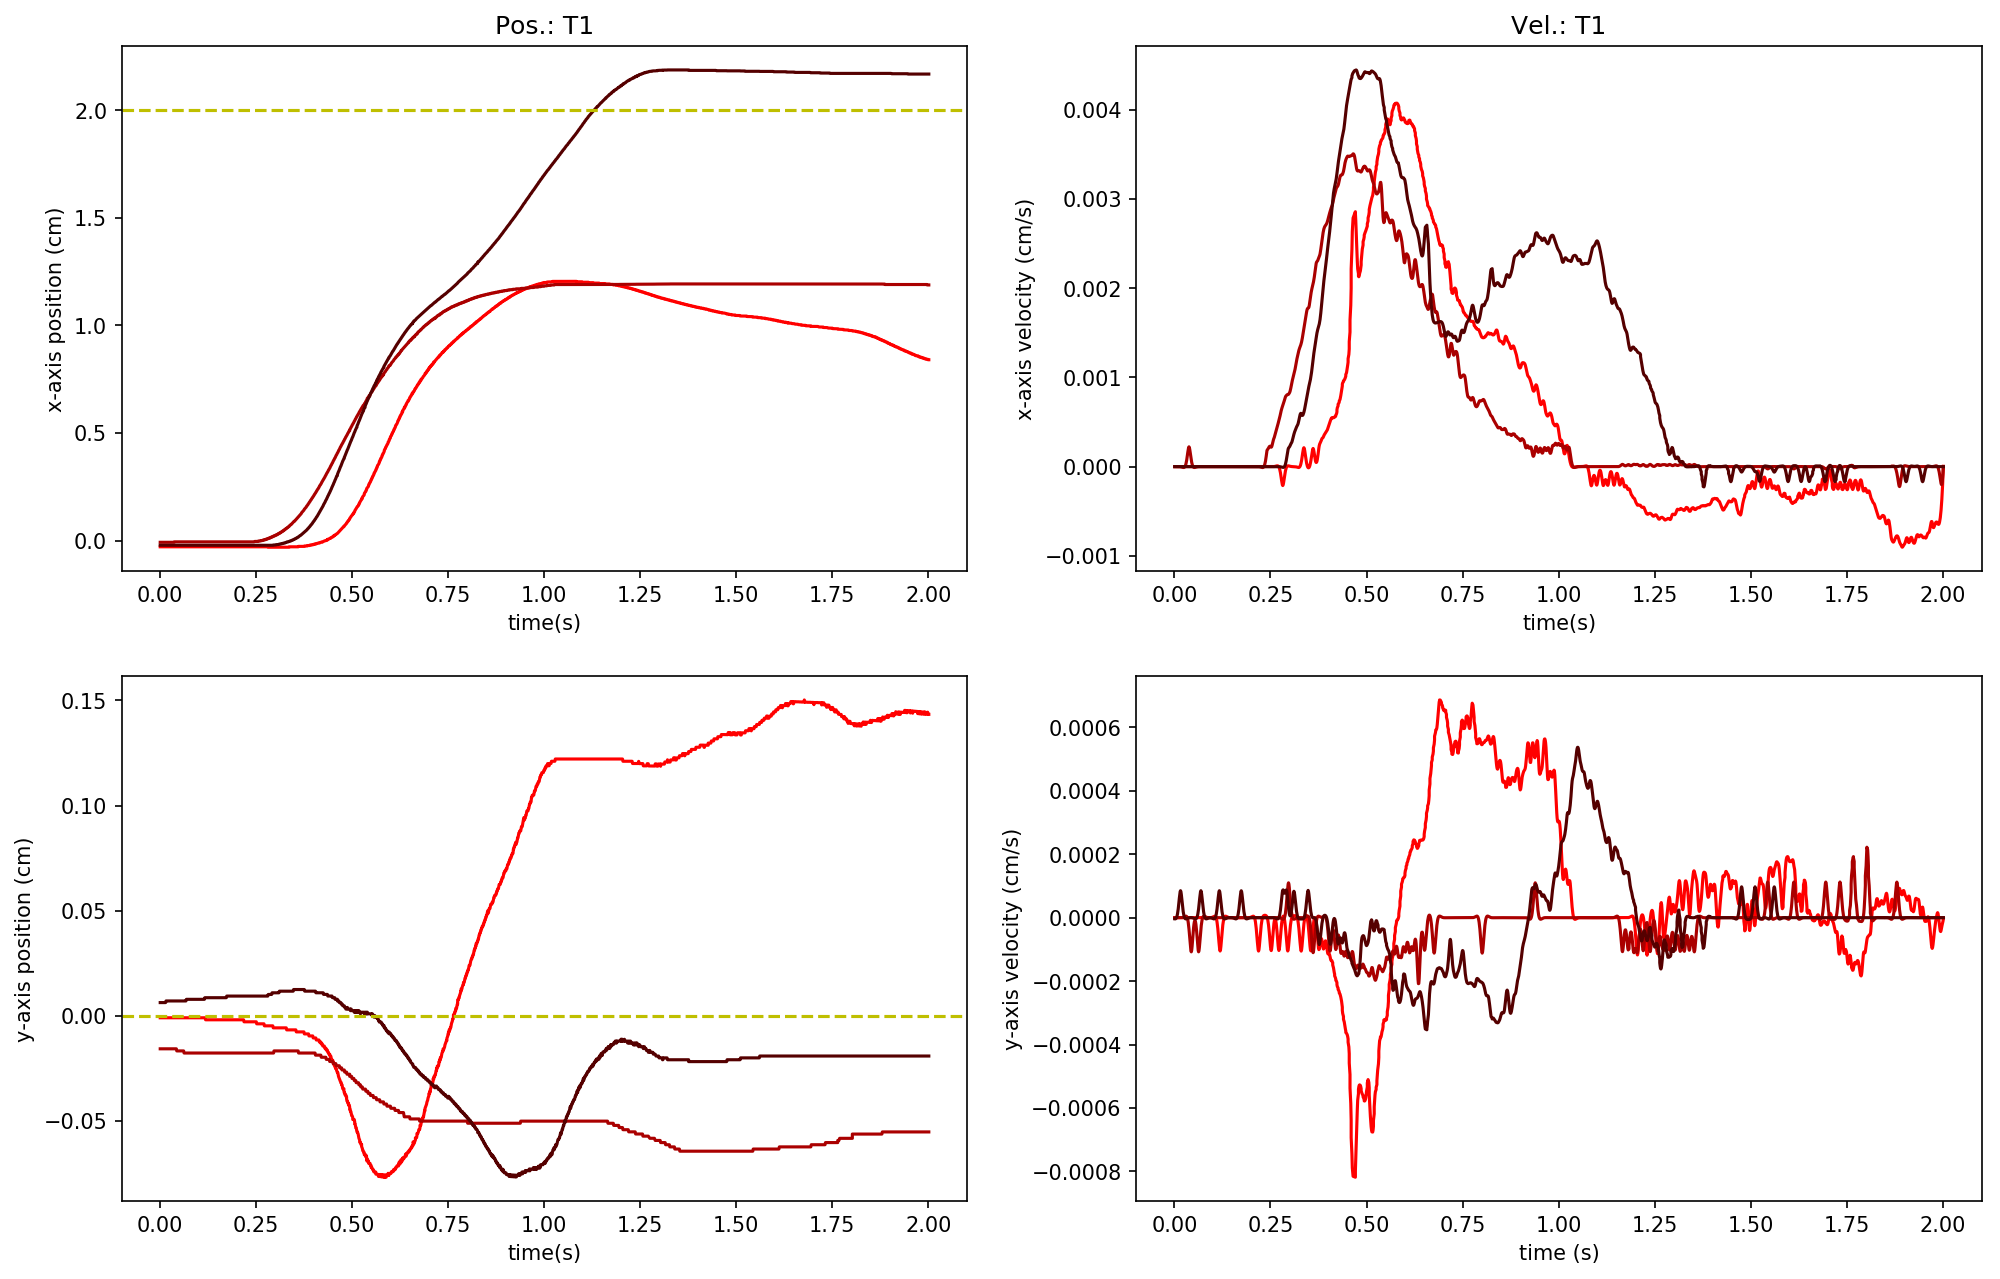 Pos.: T1
x-axis position (cm)
2.0
1.5
1.0
0.5
0.0
0.00 0.25 0.50 0.75 1.00 1.25 1.50 1.75 2.00
time(s)
Vel.: T1
x-axis velocity (cm/s)
0.004
0.003
0.002
0.001
0.000
−0.001
0.00 0.25 0.50 0.75 1.00 1.25 1.50 1.75 2.00
time(s)
y-axis position (cm)
0.15
0.10
0.05
0.00
−0.05
0.00 0.25 0.50 0.75 1.00 1.25 1.50 1.75 2.00
time(s)
y-axis velocity (cm/s)
0.0006
0.0004
0.0002
0.0000
−0.0002
−0.0004
−0.0006
−0.0008
0.00 0.25 0.50 0.75 1.00 1.25 1.50 1.75 2.00
time (s)